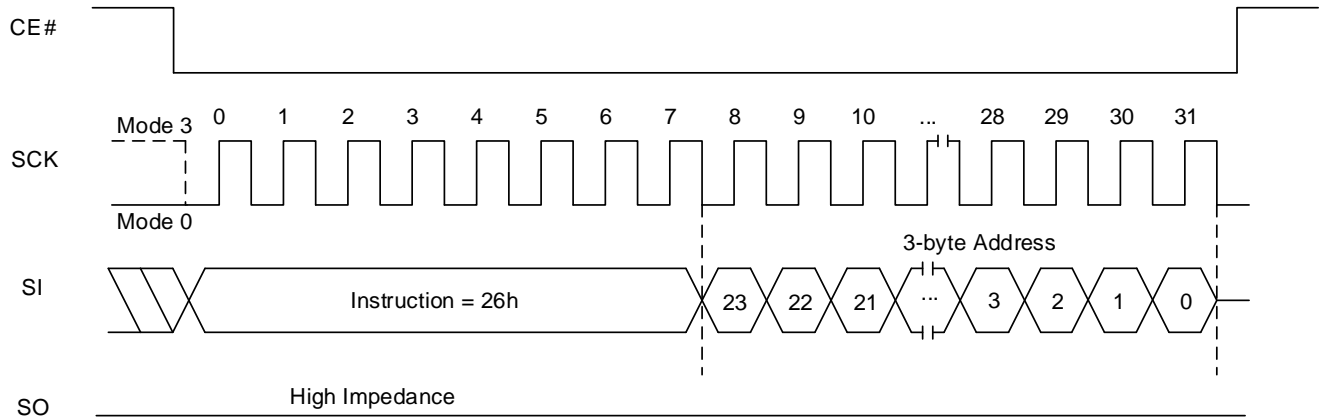 CE#
0 1 2 3 4 5 6 7 8 9 10 ... 28 29 30 31
Mode 3
SCK
Mode 0
3-byte Address
SI
Instruction = 26h 23 22 21 ... 3 2 1 0
High Impedance
SO